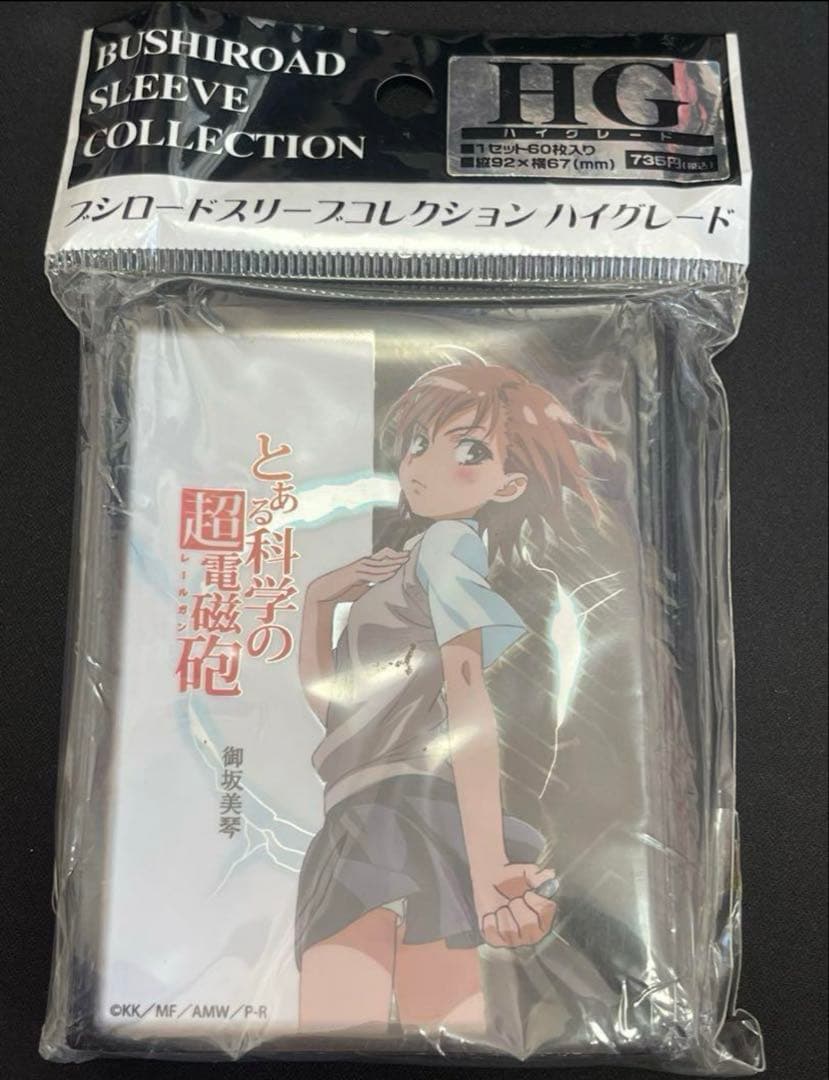 BUSHIROAD
SLEEVE
COLLECTION
HG
ハイグレード
■1セット60枚入り
■縦92×横67(mm) 735円(税込)
ブシロードスリーブコレクション ハイグレード
とある科学の
超電磁砲
レールガン
御坂美琴
©KK／MF／AMW／P-R